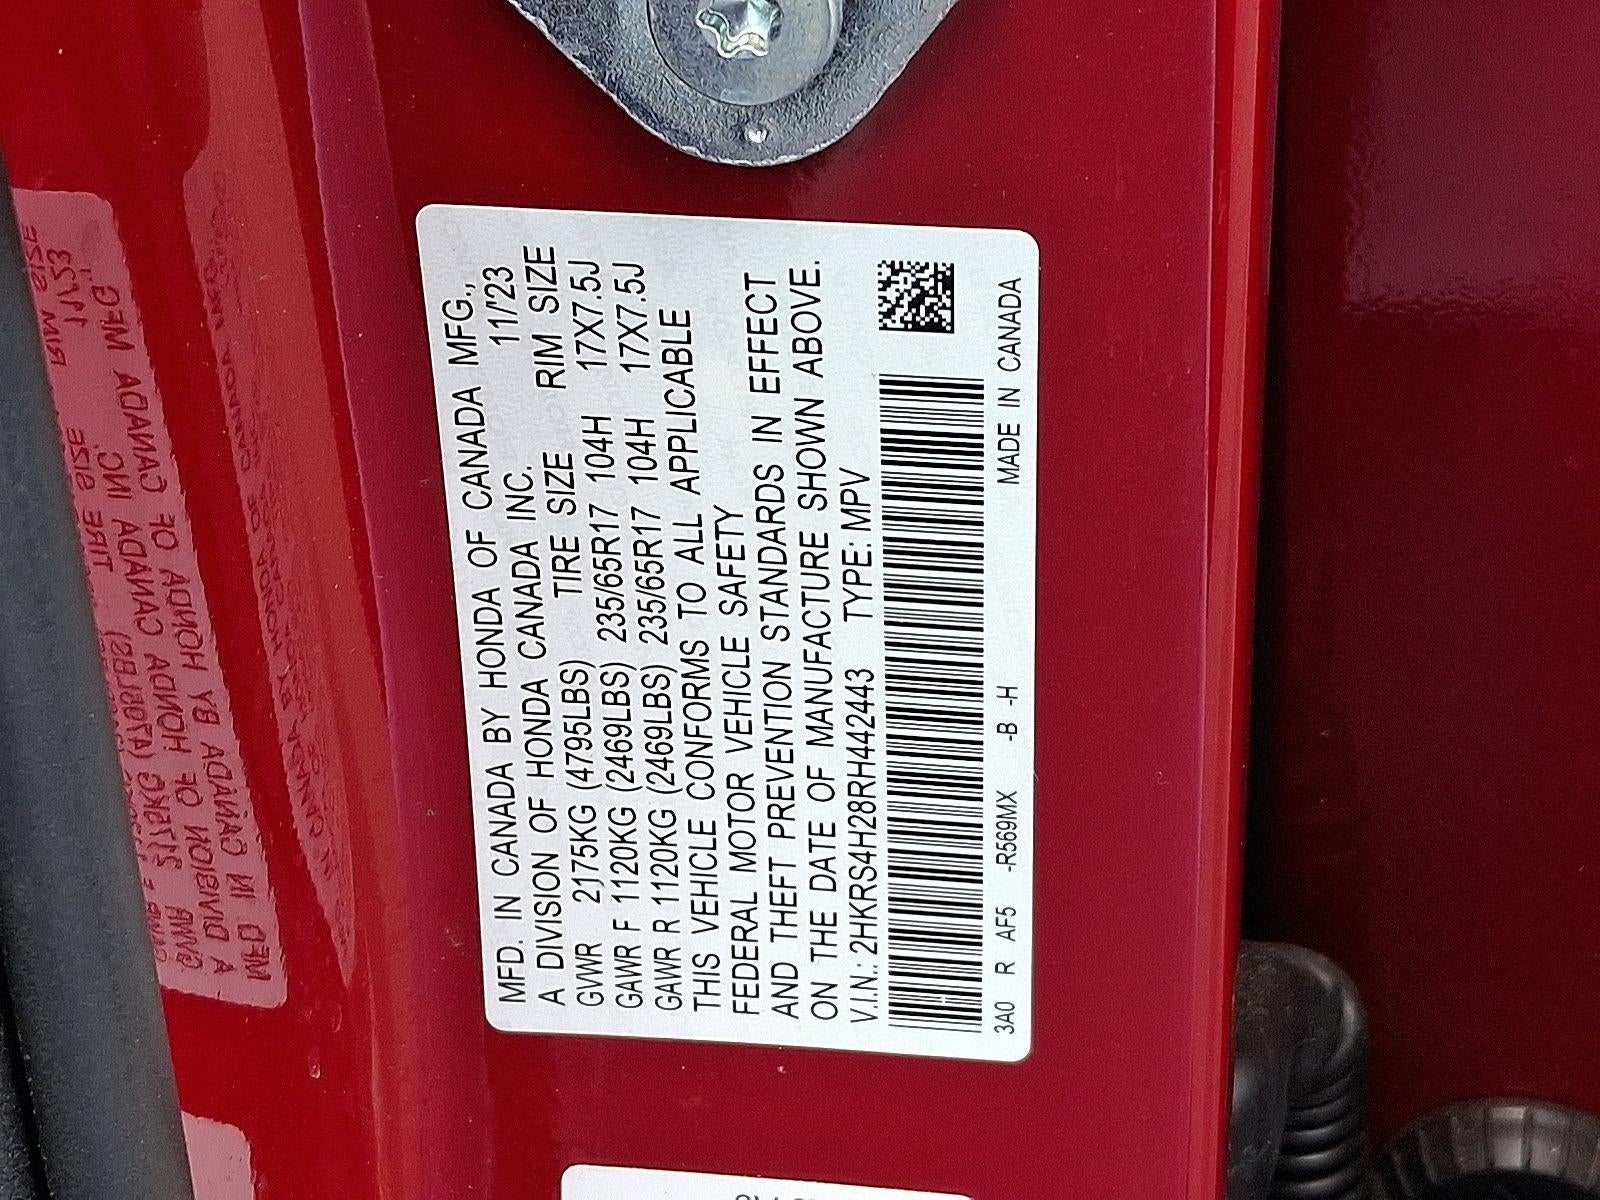 MFD. IN CANADA BY HONDA OF CANADA MFG.,
A DIVISION OF HONDA CANADA INC. 11/'23
GVWR 2175KG (4795LBS) TIRE SIZE RIM SIZE
GAWR F 1120KG (2469LBS) 235/65R17 104H 17X7.5J
GAWR R 1120KG (2469LBS) 235/65R17 104H 17X7.5J
THIS VEHICLE CONFORMS TO ALL APPLICABLE
FEDERAL MOTOR VEHICLE SAFETY
AND THEFT PREVENTION STANDARDS IN EFFECT
ON THE DATE OF MANUFACTURE SHOWN ABOVE.
V.I.N.: 2HKRS4H28RH442443 TYPE: MPV
3A0 R AF5 -R569MX -B -H MADE IN CANADA